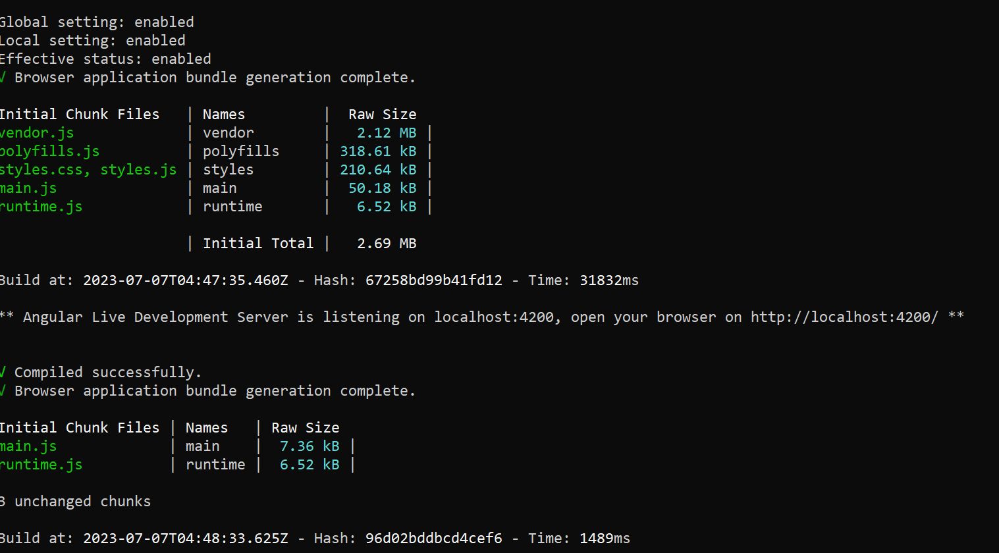 Global setting: enabled
Local setting: enabled
Effective status: enabled
√ Browser application bundle generation complete.
Initial Chunk Files | Names | Raw Size
vendor.js | vendor | 2.12 MB |
polyfills.js | polyfills | 318.61 kB |
styles.css, styles.js | styles | 210.64 kB |
main.js | main | 50.18 kB |
runtime.js | runtime | 6.52 kB |
| Initial Total | 2.69 MB
Build at: 2023-07-07T04:47:35.460Z - Hash: 67258bd99b41fd12 - Time: 31832ms
** Angular Live Development Server is listening on localhost:4200, open your browser on http://localhost:4200/ **
√ Compiled successfully.
√ Browser application bundle generation complete.
Initial Chunk Files | Names | Raw Size
main.js | main | 7.36 kB |
runtime.js | runtime | 6.52 kB |
3 unchanged chunks
Build at: 2023-07-07T04:48:33.625Z - Hash: 96d02bddbcd4cef6 - Time: 1489ms